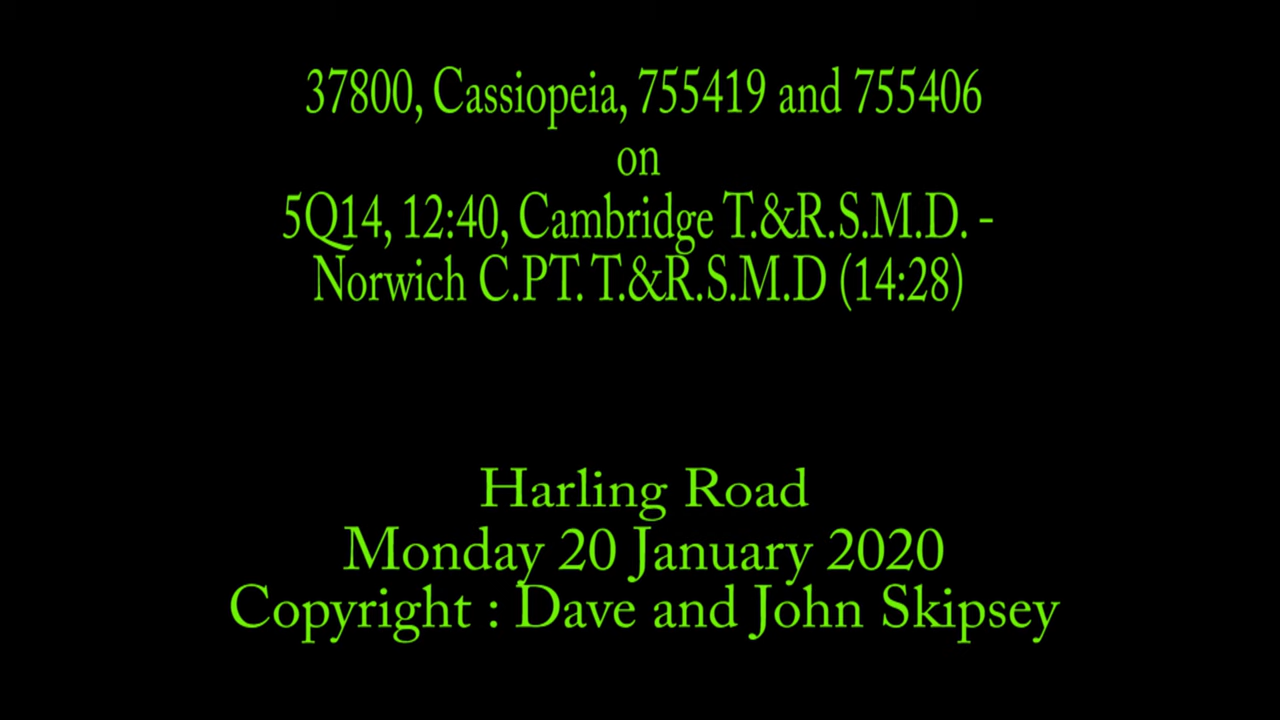 37800, Cassiopeia, 755419 and 755406
on
5Q14, 12:40, Cambridge T.&R.S.M.D. -
Norwich C.PT. T.&R.S.M.D (14:28)
Harling Road
Monday 20 January 2020
Copyright : Dave and John Skipsey